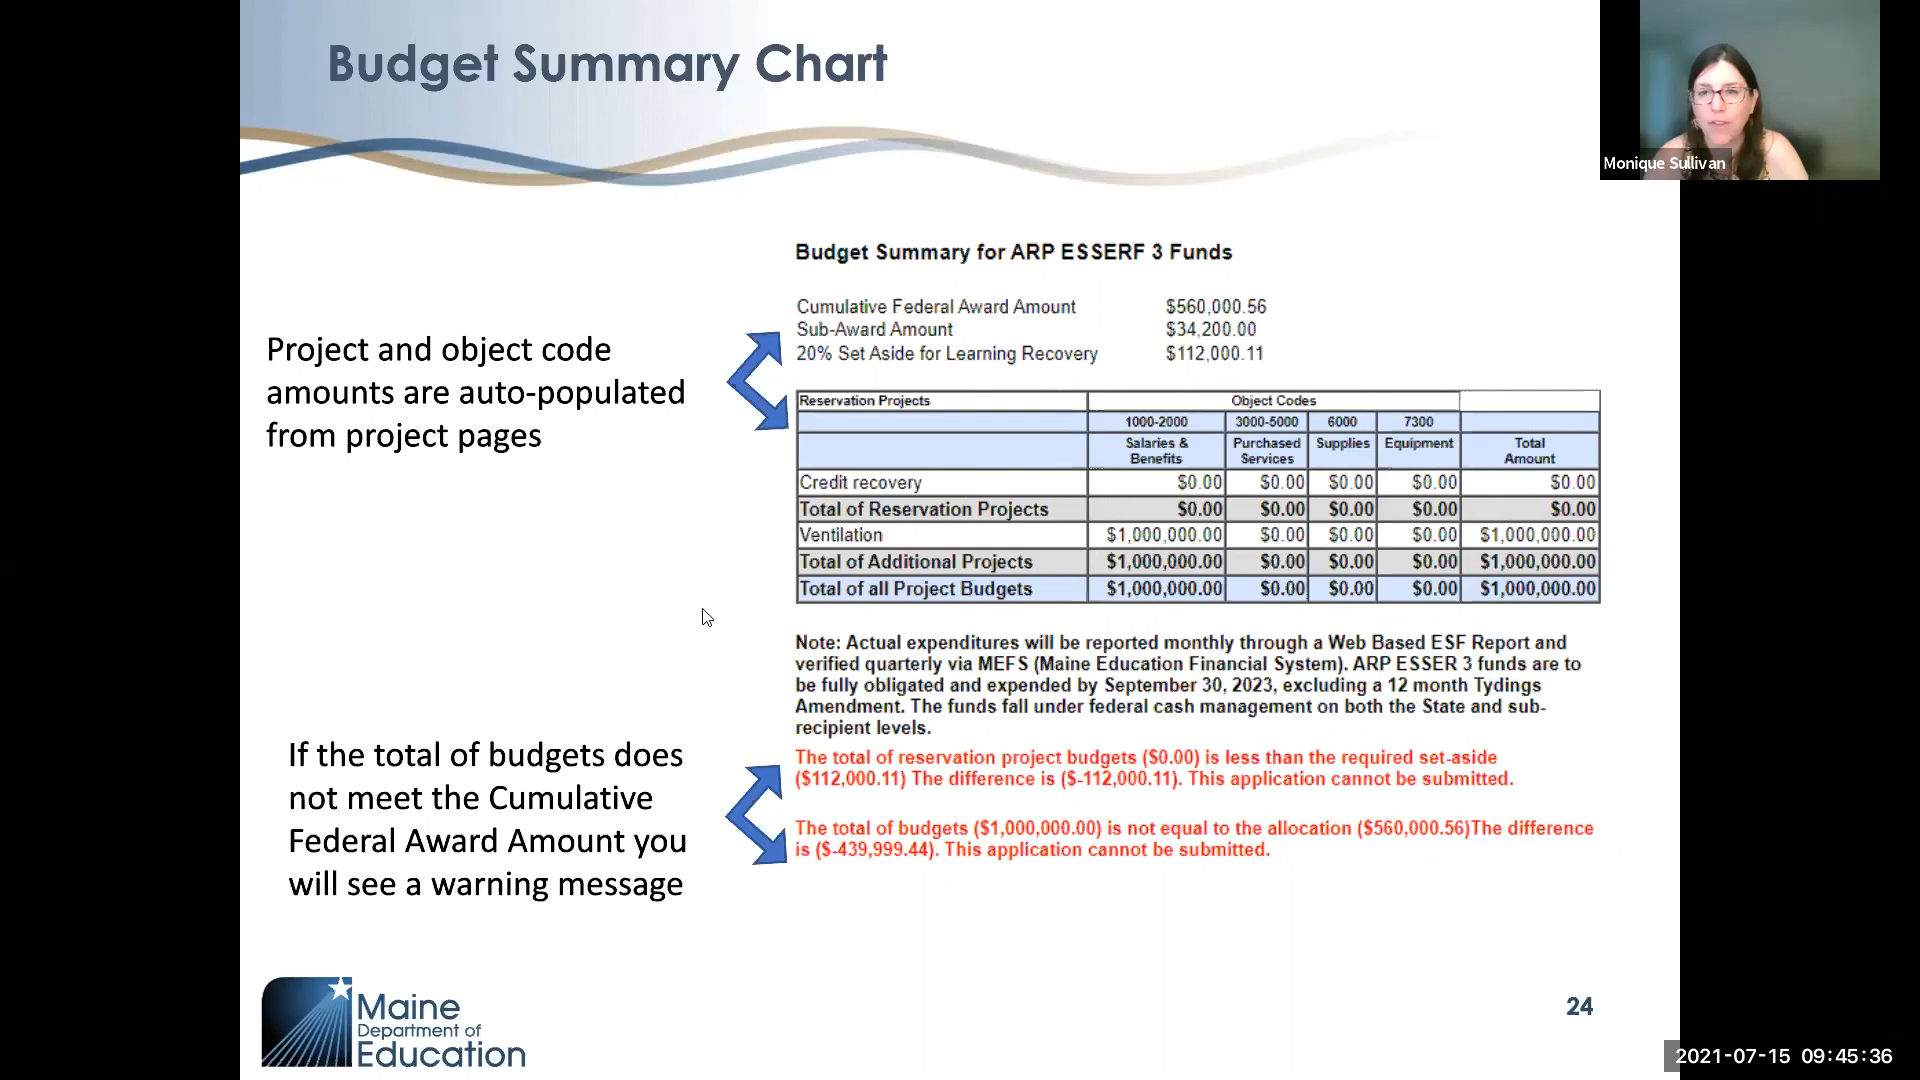 Budget Summary Chart
Monique Sullivan
Budget Summary for ARP ESSERF 3 Funds
Cumulative Federal Award Amount $560,000.56
Sub-Award Amount $34,200.00
20% Set Aside for Learning Recovery $112,000.11
Project and object code
amounts are auto-populated
from project pages
Reservation Projects Object Codes
1000-2000 3000-5000 6000 7300
Salaries & Purchased Supplies Equipment Total
Benefits Services Amount
Credit recovery $0.00 $0.00 $0.00 $0.00 $0.00
Total of Reservation Projects $0.00 $0.00 $0.00 $0.00 $0.00
Ventilation $1,000,000.00 $0.00 $0.00 $0.00 $1,000,000.00
Total of Additional Projects $1,000,000.00 $0.00 $0.00 $0.00 $1,000,000.00
Total of all Project Budgets $1,000,000.00 $0.00 $0.00 $0.00 $1,000,000.00
Note: Actual expenditures will be reported monthly through a Web Based ESF Report and
verified quarterly via MEFS (Maine Education Financial System). ARP ESSER 3 funds are to
be fully obligated and expended by September 30, 2023, excluding a 12 month Tydings
Amendment. The funds fall under federal cash management on both the State and sub-
recipient levels.
If the total of budgets does
not meet the Cumulative
Federal Award Amount you
will see a warning message
The total of reservation project budgets ($0.00) is less than the required set-aside
($112,000.11) The difference is ($-112,000.11). This application cannot be submitted.
The total of budgets ($1,000,000.00) is not equal to the allocation ($560,000.56)The difference
is ($-439,999.44). This application cannot be submitted.
Maine
Department of
Education
24
2021-07-15 09:45:36